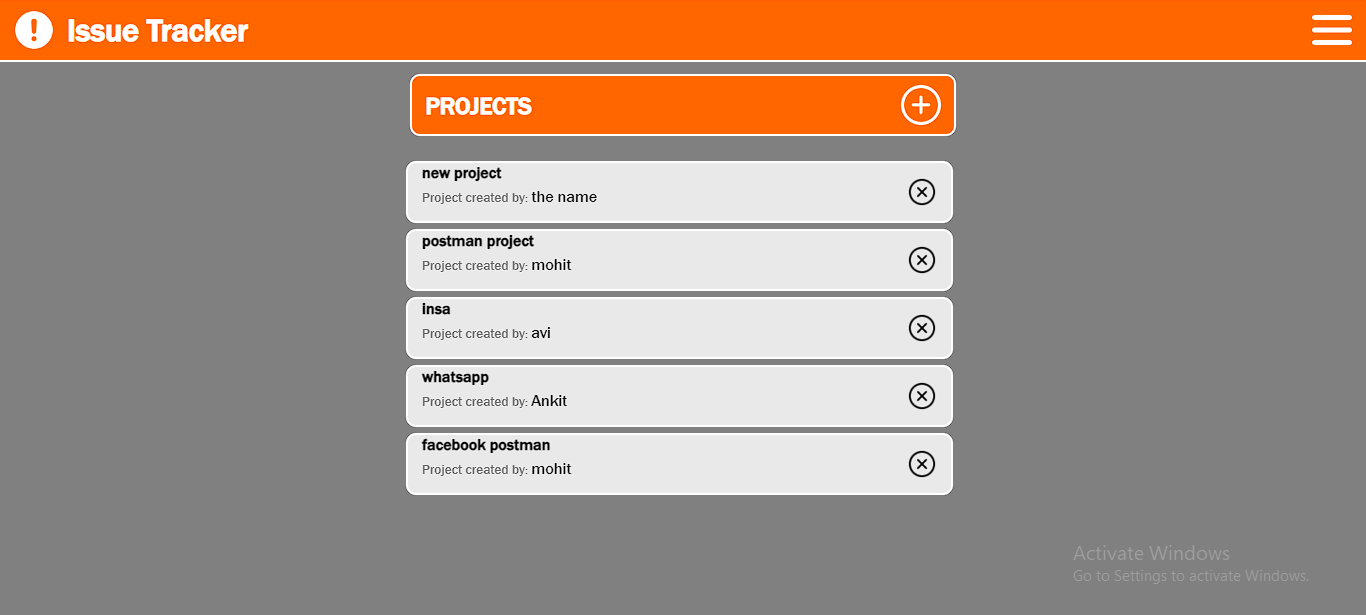 Issue Tracker
PROJECTS
new project
Project created by: the name
postman project
Project created by: mohit
insa
Project created by: avi
whatsapp
Project created by: Ankit
facebook postman
Project created by: mohit
Activate Windows
Go to Settings to activate Windows.